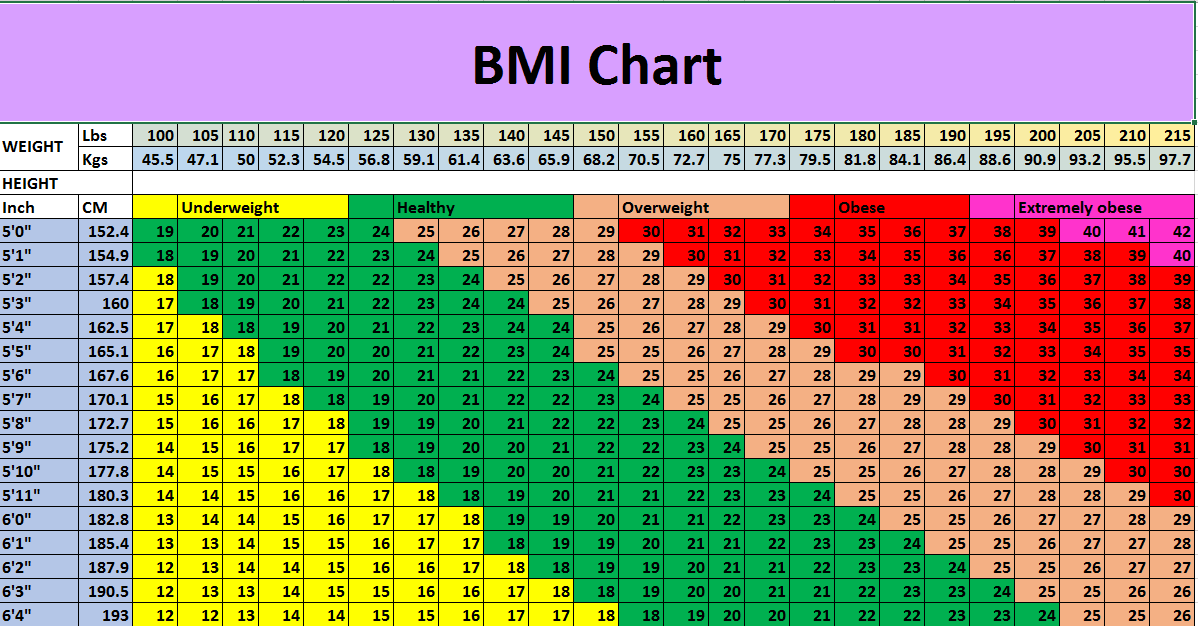 BMI Chart
WEIGHT Lbs 100 105 110 115 120 125 130 135 140 145 150 155 160 165 170 175 180 185 190 195 200 205 210 215
Kgs 45.5 47.1 50 52.3 54.5 56.8 59.1 61.4 63.6 65.9 68.2 70.5 72.7 75 77.3 79.5 81.8 84.1 86.4 88.6 90.9 93.2 95.5 97.7
HEIGHT
Inch CM Underweight Healthy Overweight Obese Extremely obese
5'0" 152.4 19 20 21 22 23 24 25 26 27 28 29 30 31 32 33 34 35 36 37 38 39 40 41 42
5'1" 154.9 18 19 20 21 22 23 24 25 26 27 28 29 30 31 32 33 34 35 36 36 37 38 39 40
5'2" 157.4 18 19 20 21 22 22 23 24 25 26 27 28 29 30 31 32 33 33 34 35 36 37 38 39
5'3" 160 17 18 19 20 21 22 23 24 24 25 26 27 28 29 30 31 32 32 33 34 35 36 37 38
5'4" 162.5 17 18 18 19 20 21 22 23 24 24 25 26 27 28 29 30 31 31 32 33 34 35 36 37
5'5" 165.1 16 17 18 19 20 20 21 22 23 24 25 25 26 27 28 29 30 30 31 32 33 34 35 35
5'6" 167.6 16 17 17 18 19 20 21 21 22 23 24 25 25 26 27 28 29 29 30 31 32 33 34 34
5'7" 170.1 15 16 17 18 18 19 20 21 22 22 23 24 25 25 26 27 28 29 29 30 31 32 33 33
5'8" 172.7 15 16 16 17 18 19 19 20 21 22 22 23 24 25 25 26 27 28 28 29 30 31 32 32
5'9" 175.2 14 15 16 17 17 18 19 20 20 21 22 22 23 24 25 25 26 27 28 28 29 30 31 31
5'10" 177.8 14 15 15 16 17 18 18 19 20 20 21 22 23 23 24 25 25 26 27 28 28 29 30 30
5'11" 180.3 14 14 15 16 16 17 18 18 19 20 21 21 22 23 23 24 25 25 26 27 28 28 29 30
6'0" 182.8 13 14 14 15 16 17 17 18 19 19 20 21 21 22 23 23 24 25 25 26 27 27 28 29
6'1" 185.4 13 13 14 15 15 16 17 17 18 19 19 20 21 21 22 23 23 24 25 25 26 27 27 28
6'2" 187.9 12 13 14 14 15 16 16 17 18 18 19 19 20 21 21 22 23 23 24 25 25 26 27 27
6'3" 190.5 12 13 13 14 15 15 16 16 17 18 18 19 20 20 21 21 22 23 23 24 25 25 26 26
6'4" 193 12 12 13 14 14 15 15 16 17 17 18 18 19 20 20 21 22 22 23 23 24 25 25 26